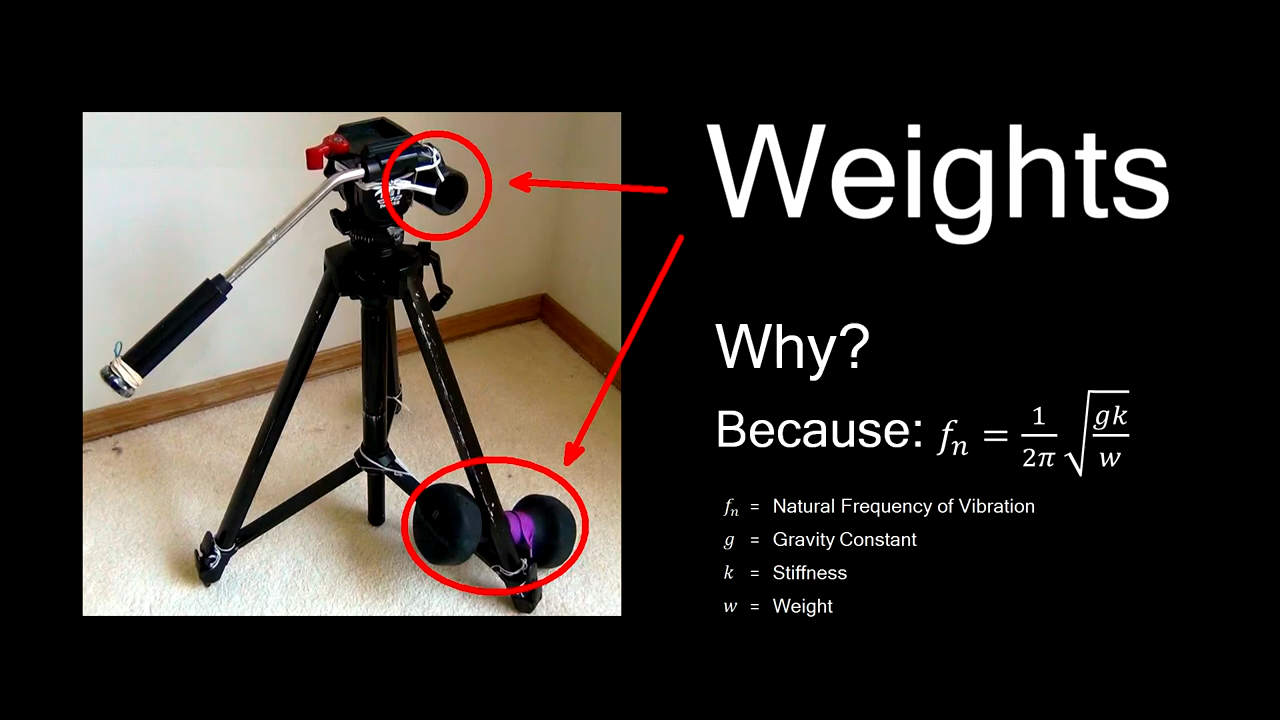 Weights
Why?
Because: fₙ = 1/2π √(gk/w)
fₙ = Natural Frequency of Vibration
g = Gravity Constant
k = Stiffness
w = Weight